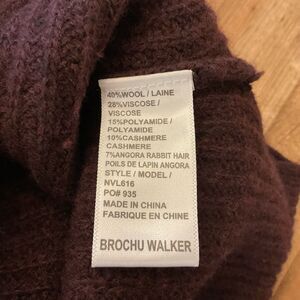 40%WOOL / LAINE
28%VISCOSE /
VISCOSE
15%POLYAMIDE /
POLYAMIDE
10%CASHMERE
CASHMERE
7%ANGORA RABBIT HAIR
POILS DE LAPIN ANGORA
STYLE / MODEL /
NVL616
PO# 935
MADE IN CHINA
FABRIQUE EN CHINE
BROCHU WALKER